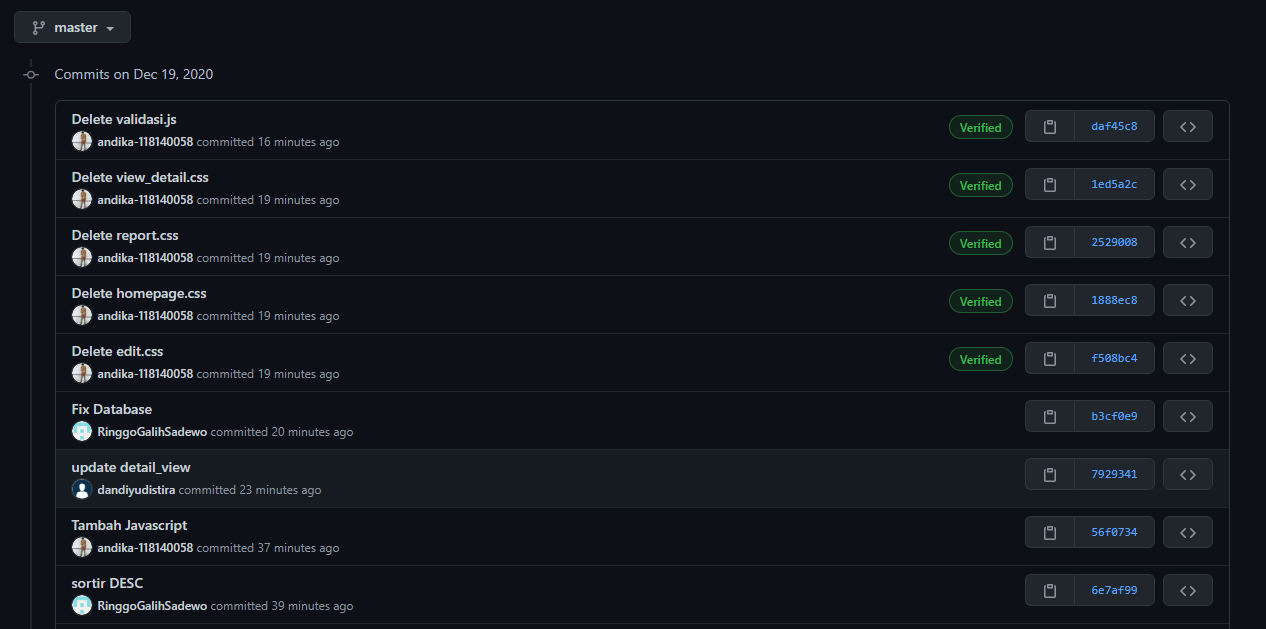 master
Commits on Dec 19, 2020
Delete validasi.js
andika-118140058 committed 16 minutes ago
Verified
daf45c8
Delete view_detail.css
andika-118140058 committed 19 minutes ago
Verified
1ed5a2c
Delete report.css
andika-118140058 committed 19 minutes ago
Verified
2529008
Delete homepage.css
andika-118140058 committed 19 minutes ago
Verified
1888ec8
Delete edit.css
andika-118140058 committed 19 minutes ago
Verified
f508bc4
Fix Database
RinggoGalihSadewo committed 20 minutes ago
b3cf0e9
update detail_view
dandiyudistira committed 23 minutes ago
7929341
Tambah Javascript
andika-118140058 committed 37 minutes ago
56f0734
sortir DESC
RinggoGalihSadewo committed 39 minutes ago
6e7af99